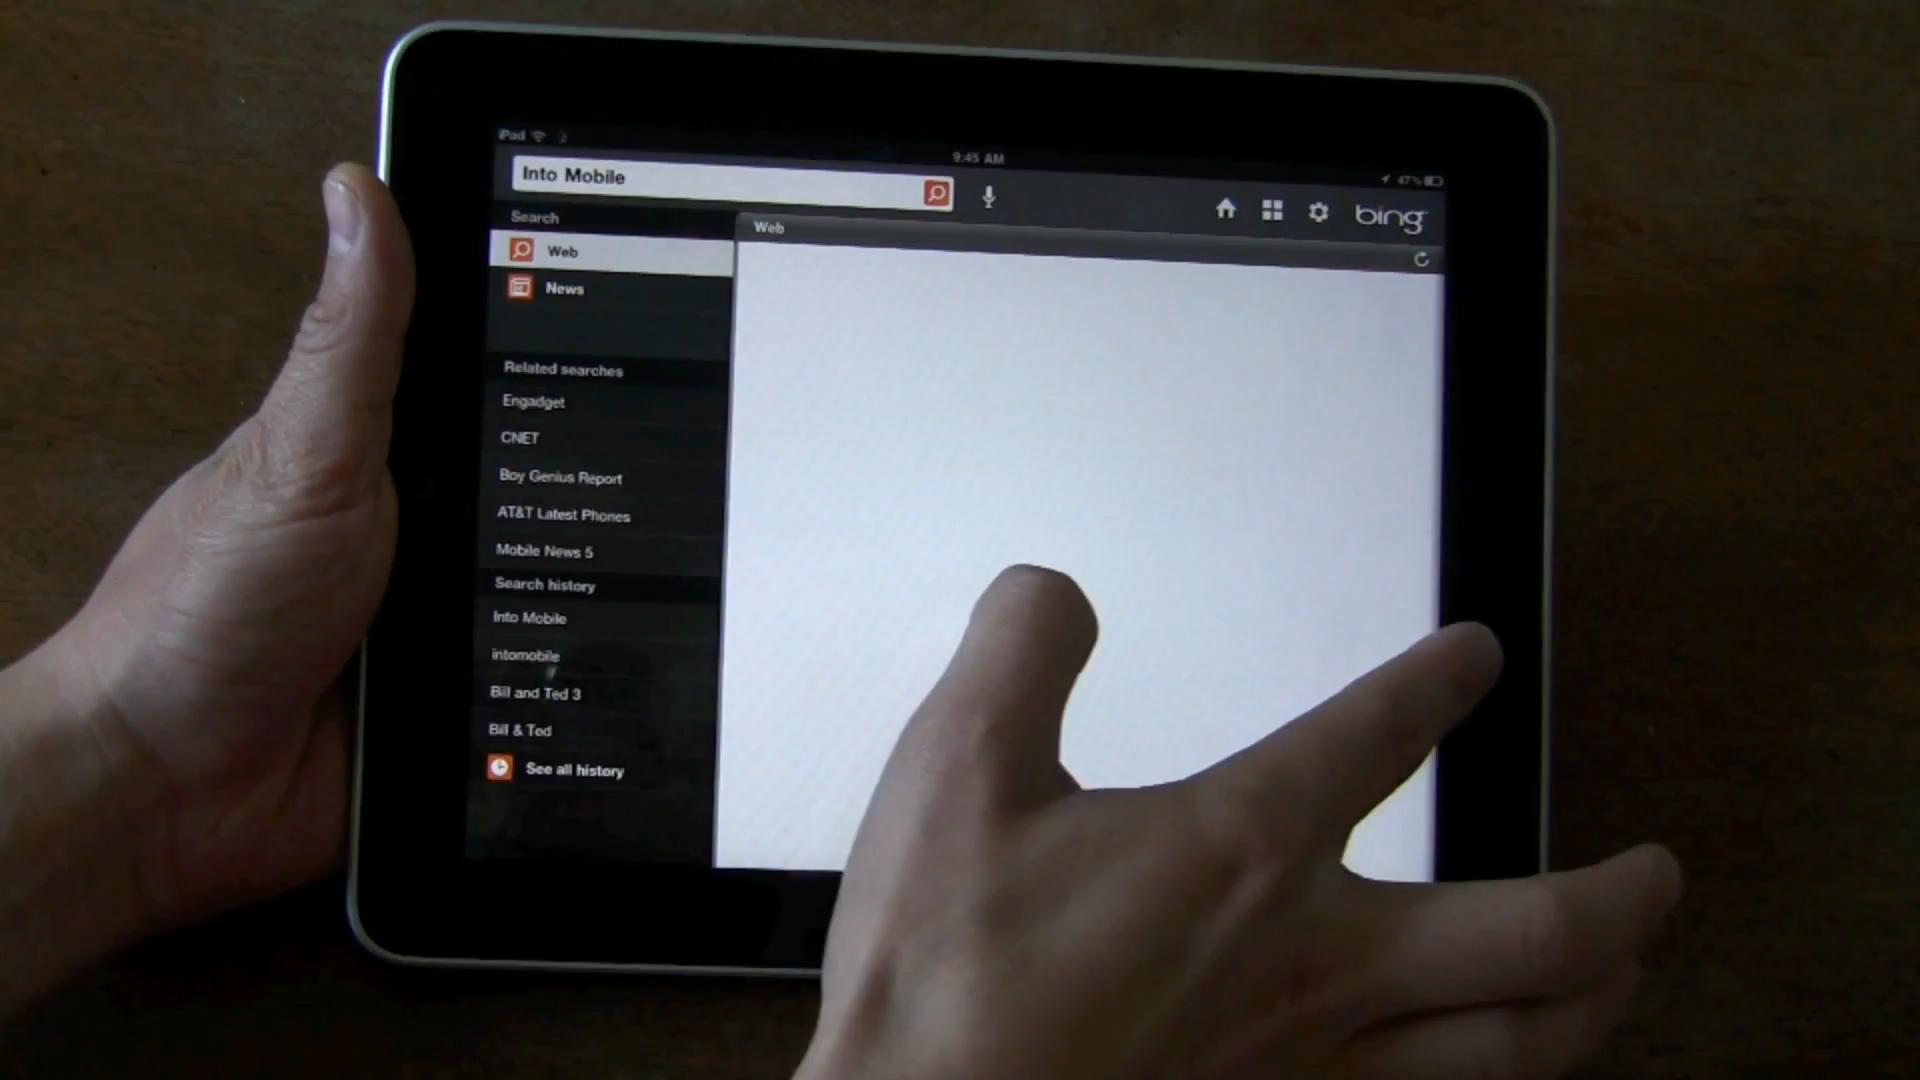 iPad
9:45 AM
47%
Into Mobile
bing
Search
Web
Web
News
Related searches
Engadget
CNET
Boy Genius Report
AT&T Latest Phones
Mobile News 5
Search history
Into Mobile
intomobile
Bill and Ted 3
Bill & Ted
See all history